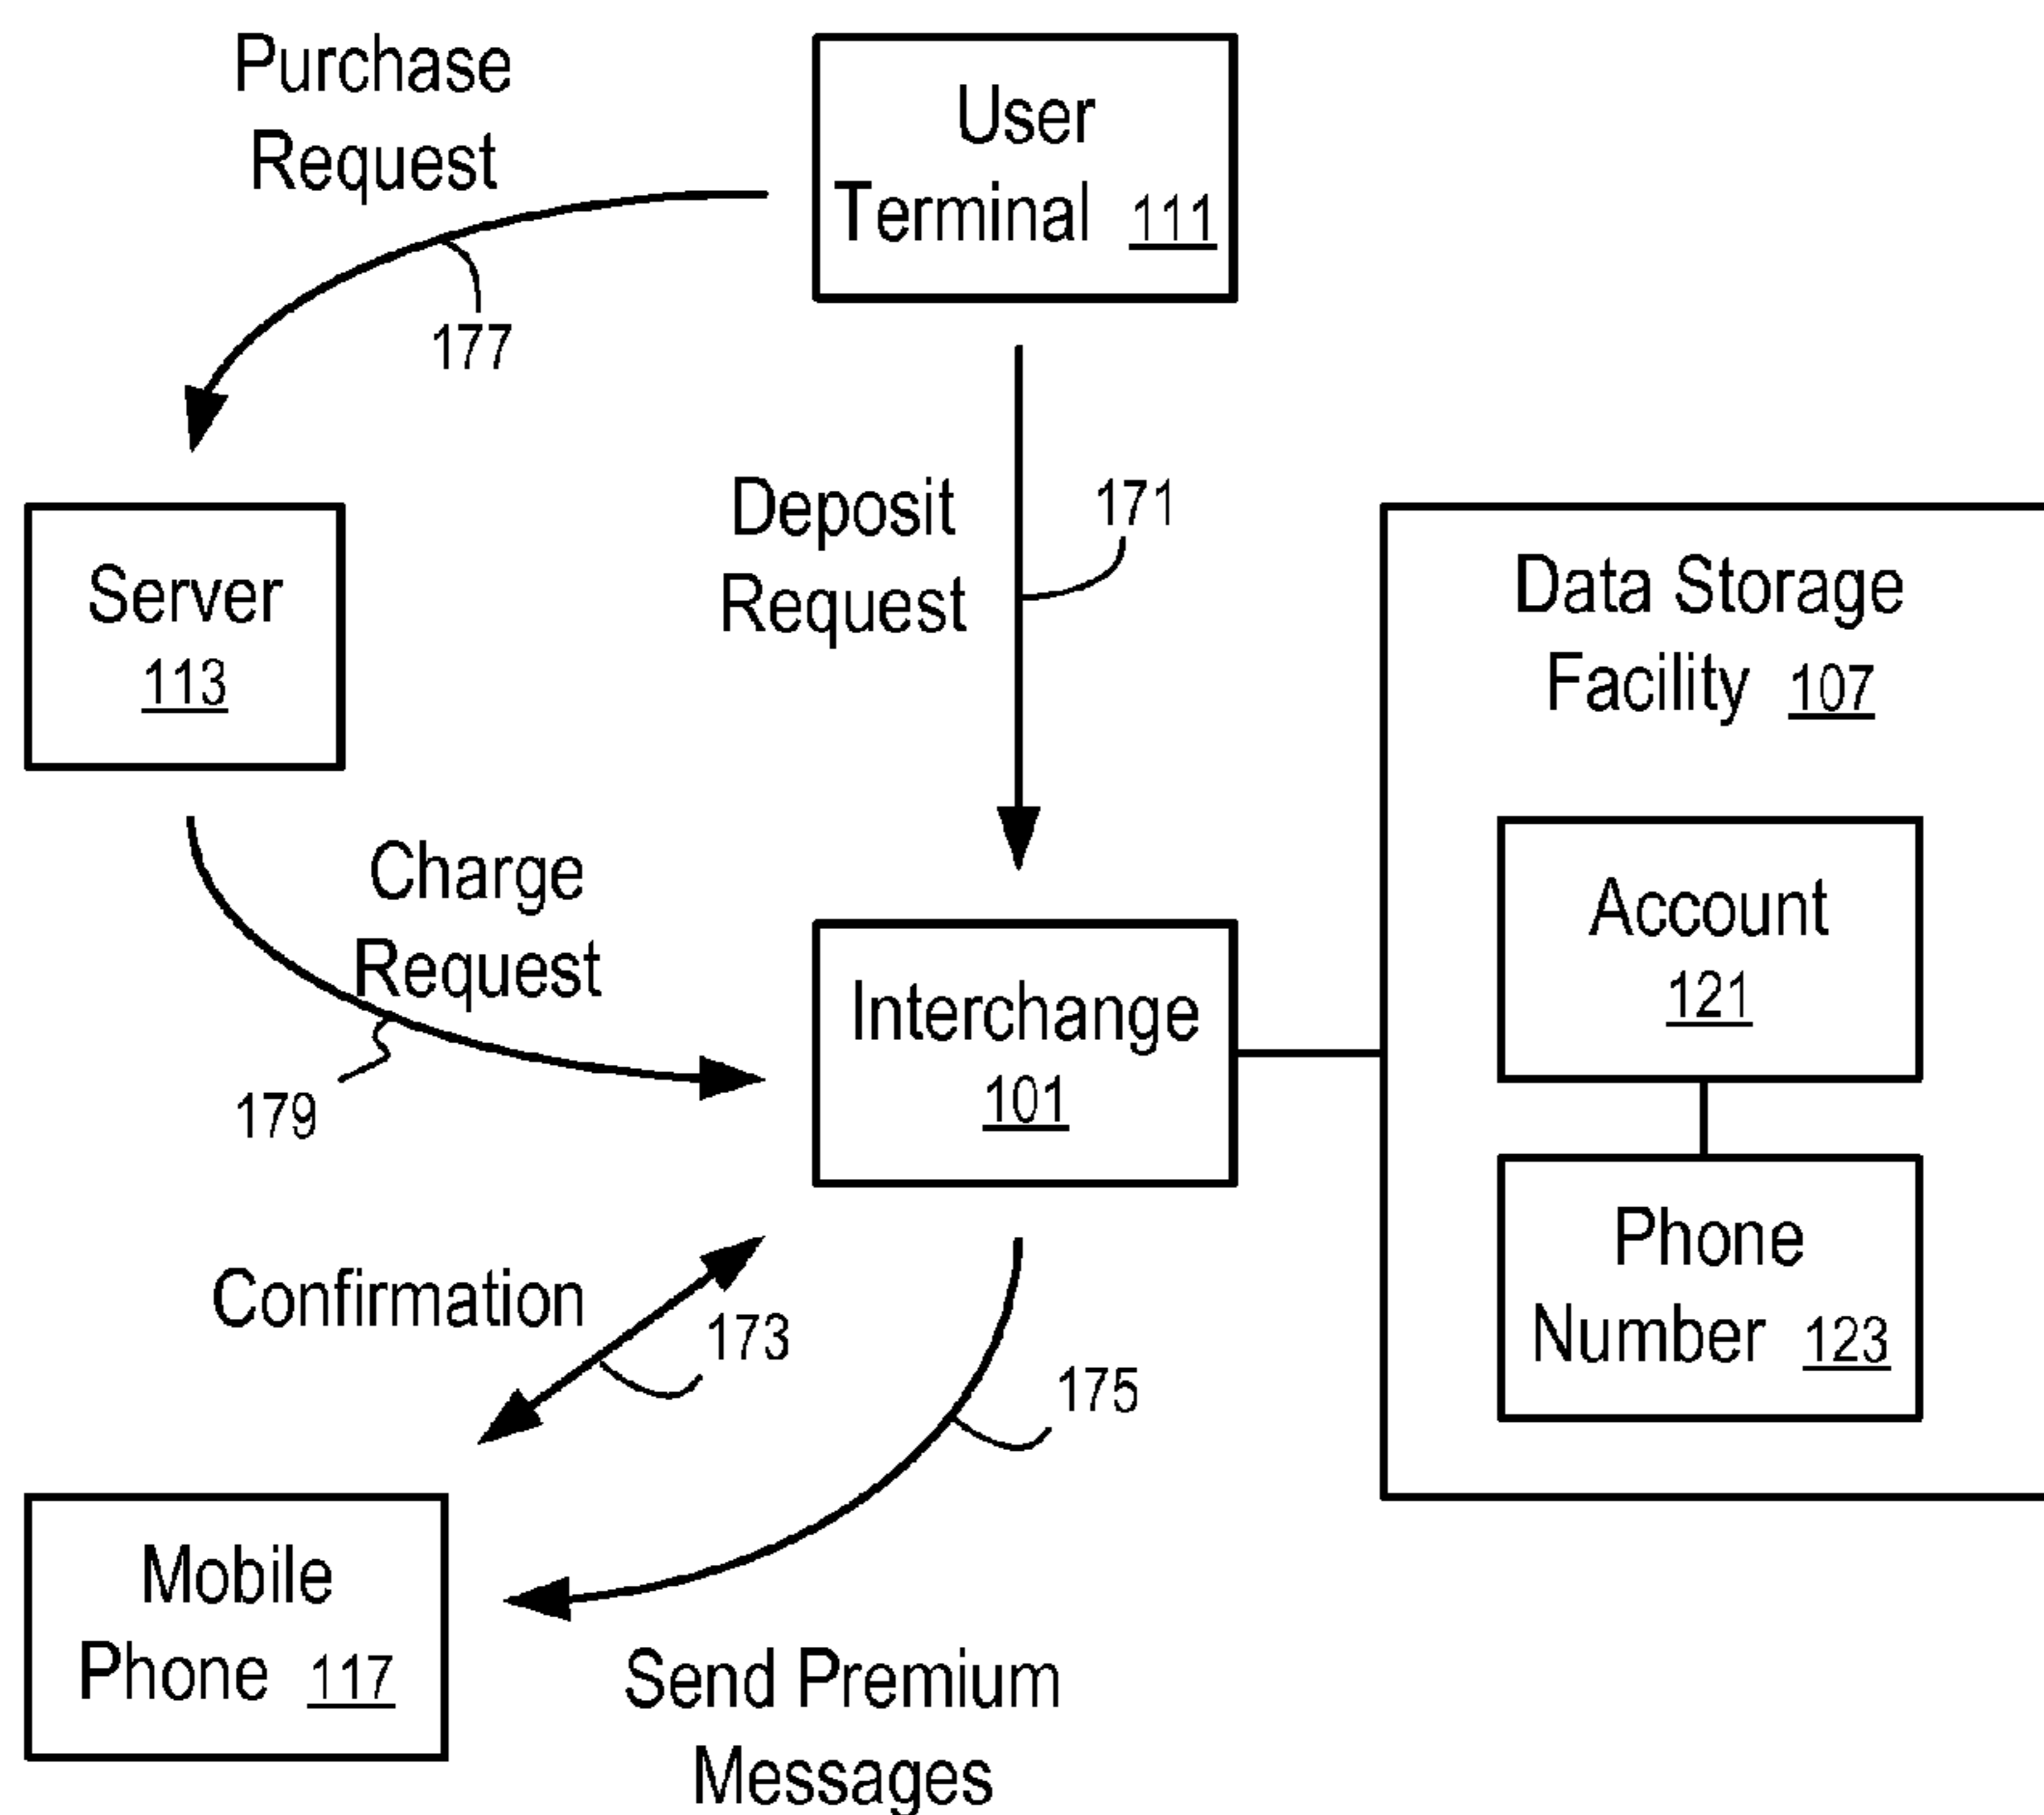 Purchase
Request
User
Terminal 111
177
Deposit
Request
171
Server
113
Data Storage
Facility 107
Charge
Request
179
Interchange
101
Account
121
Phone
Number 123
Confirmation
173
175
Mobile
Phone 117
Send Premium
Messages